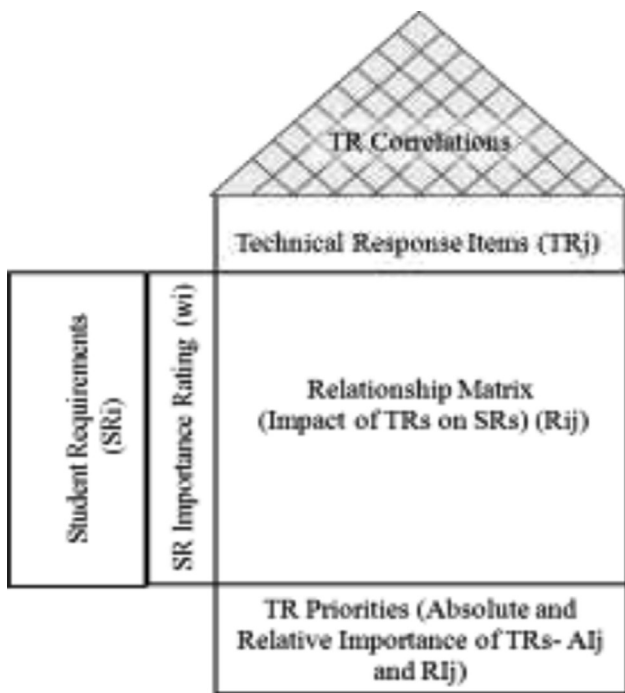 TR Correlations
Technical Response Items (TRj)
Student Requirements
(SRi)
SR Importance Rating (wi)
Relationship Matrix
(Impact of TRs on SRs) (Rij)
TR Priorities (Absolute and
Relative Importance of TRs- AIj
and RIj)